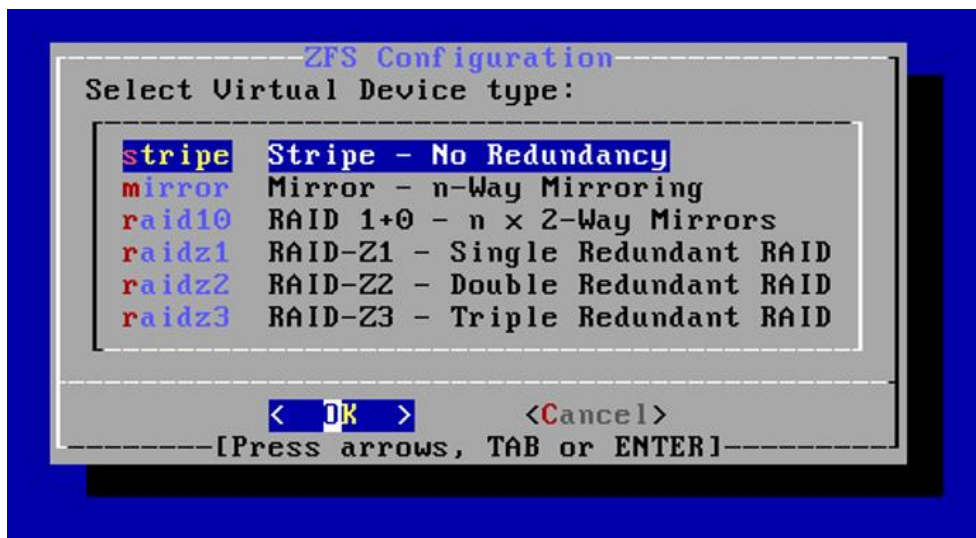 ZFS Configuration
Select Virtual Device type:
stripe Stripe - No Redundancy
mirror Mirror - n-Way Mirroring
raid10 RAID 1+0 - n x 2-Way Mirrors
raidz1 RAID-Z1 - Single Redundant RAID
raidz2 RAID-Z2 - Double Redundant RAID
raidz3 RAID-Z3 - Triple Redundant RAID
< OK > <Cancel>
[Press arrows, TAB or ENTER]